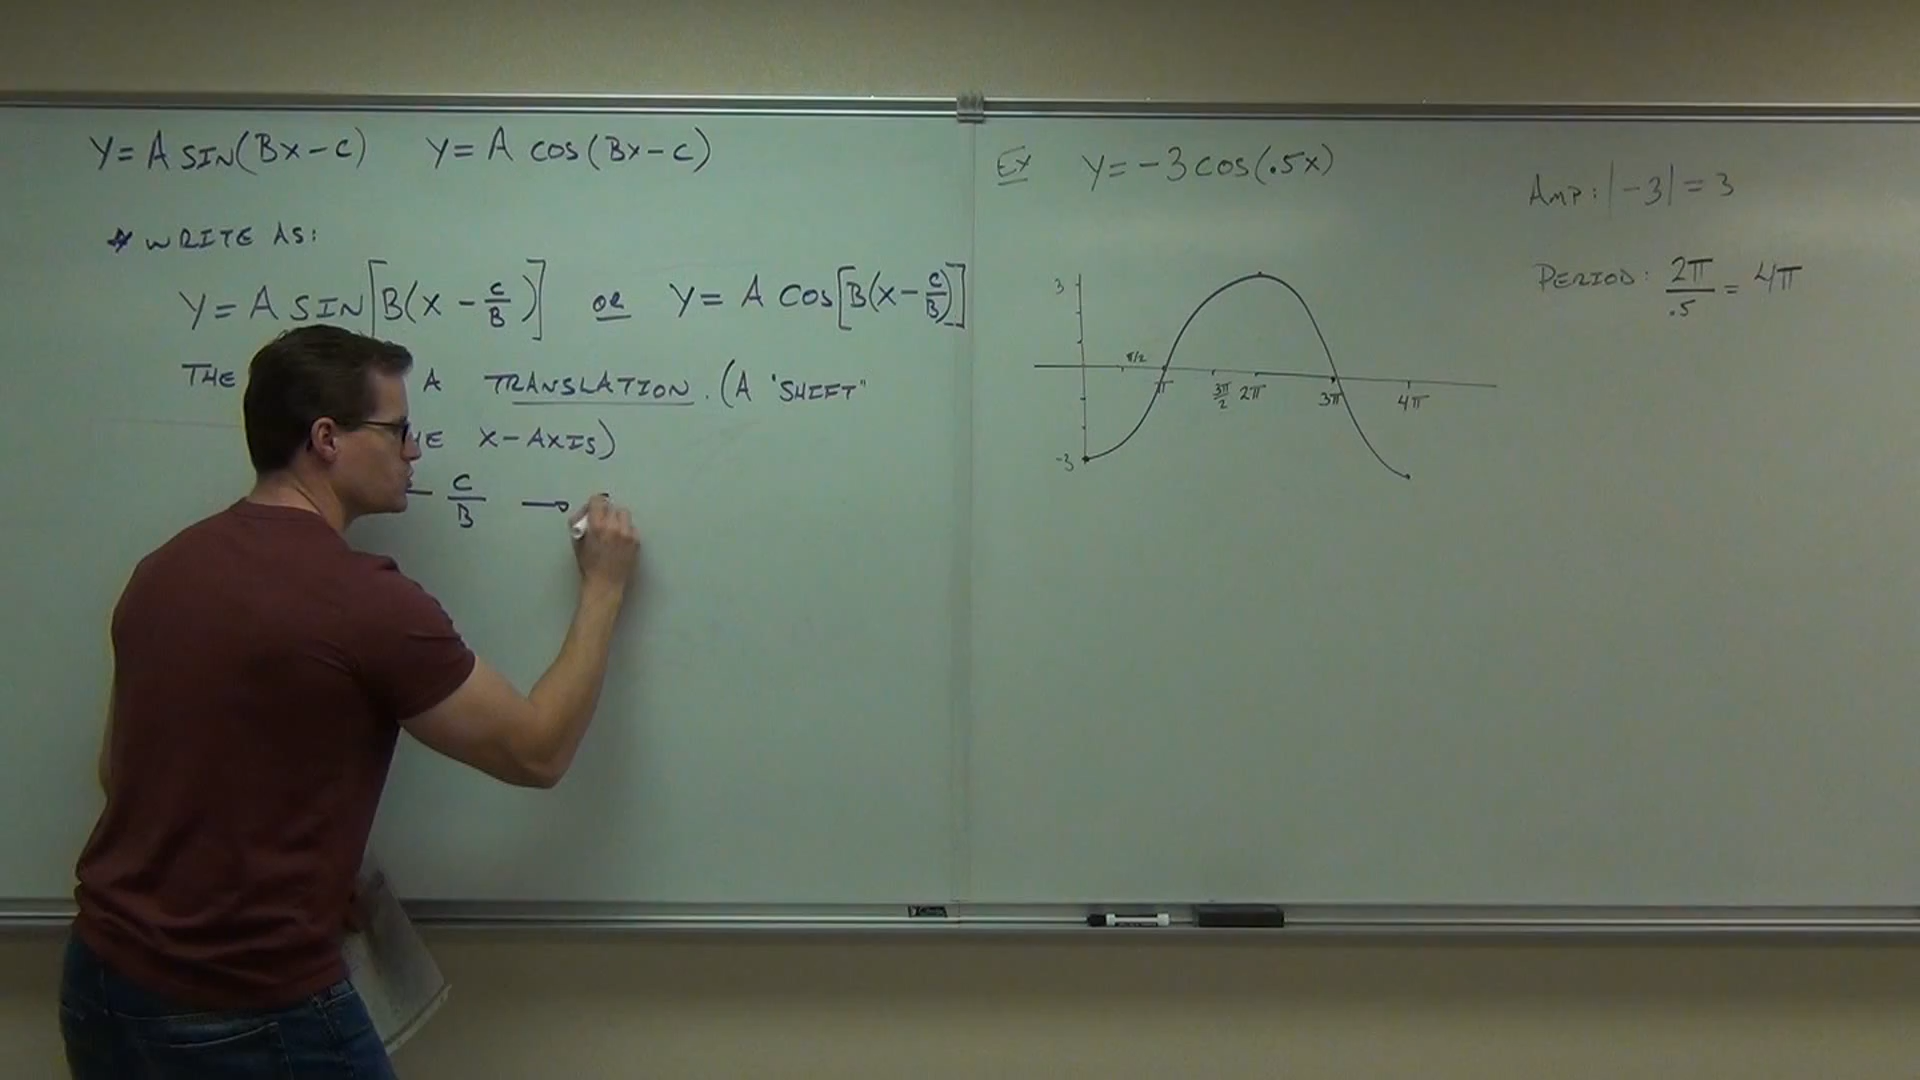 Y = A SIN(Bx - C) Y = A COS(Bx - C)
* WRITE AS:
Y = A SIN[B(X - C/B)] OR Y = A COS[B(X - C/B)]
THE A TRANSLATION. (A "SHIFT"
X-AXIS)
- C/B →
Ex Y = -3 COS(.5X)
AMP: |-3| = 3
PERIOD: 2π/.5 = 4π
3
π/2
π 3π/2 2π 3π 4π
-3